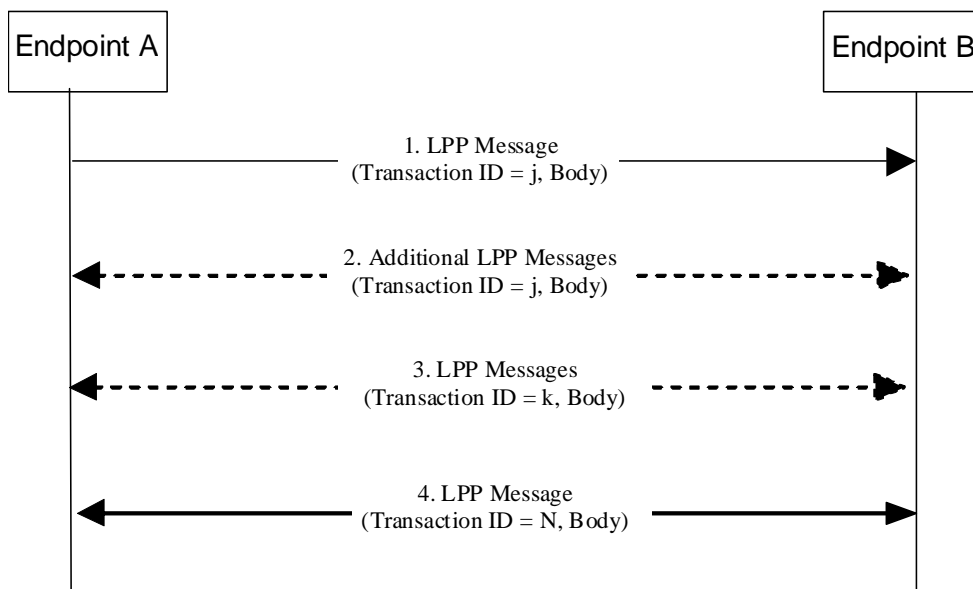 Endpoint A
Endpoint B
1. LPP Message
(Transaction ID = j, Body)
2. Additional LPP Messages
(Transaction ID = j, Body)
3. LPP Messages
(Transaction ID = k, Body)
4. LPP Message
(Transaction ID = N, Body)